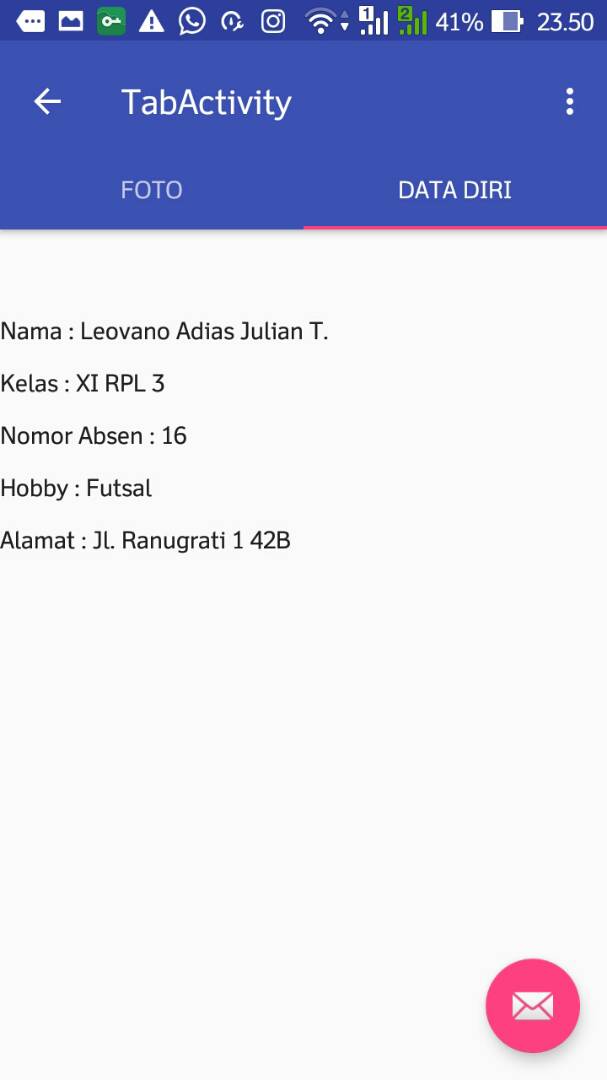 1 2 41% 23.50
TabActivity
FOTO DATA DIRI
Nama : Leovano Adias Julian T.
Kelas : XI RPL 3
Nomor Absen : 16
Hobby : Futsal
Alamat : Jl. Ranugrati 1 42B